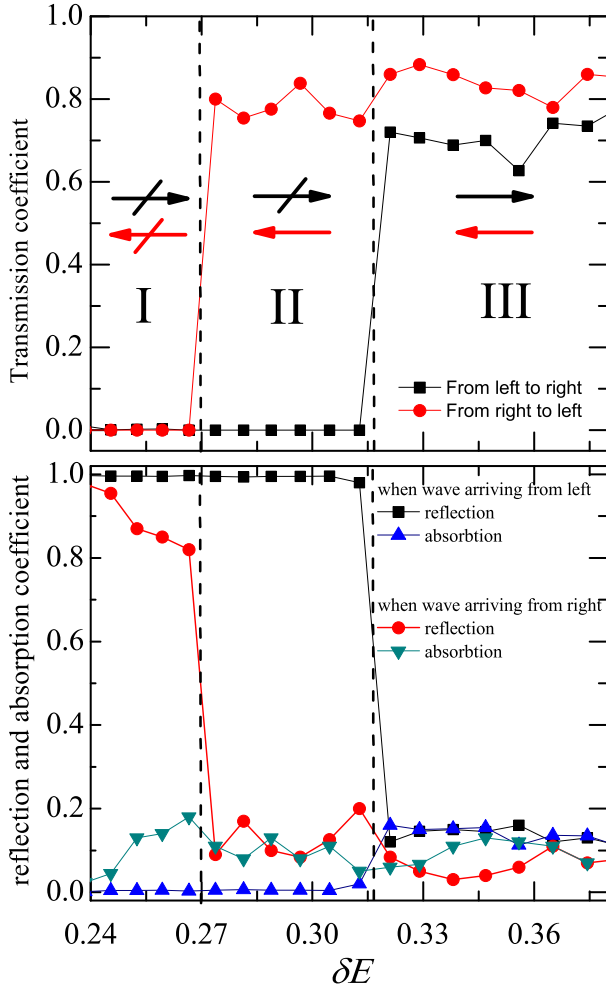 1.0
0.8
0.6
0.4
0.2
0.0
Transmission coefficient
I
II
III
From left to right
From right to left
1.0
0.8
0.6
0.4
0.2
0.0
reflection and absorption coefficient
when wave arriving from left
reflection
absorbtion
when wave arriving from right
reflection
absorbtion
0.24 0.27 0.30 0.33 0.36
δE